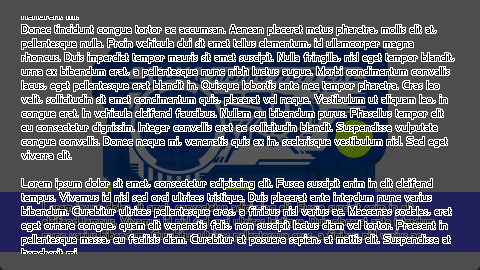 hendrerit mi.
Donec tincidunt congue tortor ac accumsan. Aenean placerat metus pharetra, mollis elit at,
pellentesque nulla. Proin vehicula dui sit amet tellus elementum, id ullamcorper magna
rhoncus. Duis imperdiet tempor mauris sit amet suscipit. Nulla fringilla, nisl eget tempor blandit,
urna ex bibendum erat, a pellentesque nunc nibh luctus augue. Morbi condimentum convallis
lacus, eget pellentesque erat blandit in. Quisque lobortis ante nec tempor pharetra. Cras leo
velit, sollicitudin sit amet condimentum quis, placerat vel neque. Vestibulum ut aliquam leo, in
congue erat. In vehicula eleifend faucibus. Nullam eu bibendum purus. Phasellus tempor elit
eu consectetur dignissim. Integer convallis erat ac sollicitudin blandit. Suspendisse vulputate
congue convallis. Donec neque mi, venenatis quis ex in, scelerisque vestibulum nisl. Sed eget
viverra elit.
Lorem ipsum dolor sit amet, consectetur adipiscing elit. Fusce suscipit enim in elit eleifend
tempus. Vivamus id nisl sed orci ultrices tristique. Duis placerat ante interdum nunc varius
bibendum. Curabitur ultrices pellentesque eros, a finibus nisl varius ac. Maecenas sodales, erat
eget ornare congue, quam elit venenatis felis, non suscipit lectus diam vel tortor. Praesent in
pellentesque massa, eu facilisis diam. Curabitur at posuere sapien, at mattis elit. Suspendisse at
hendrerit mi.